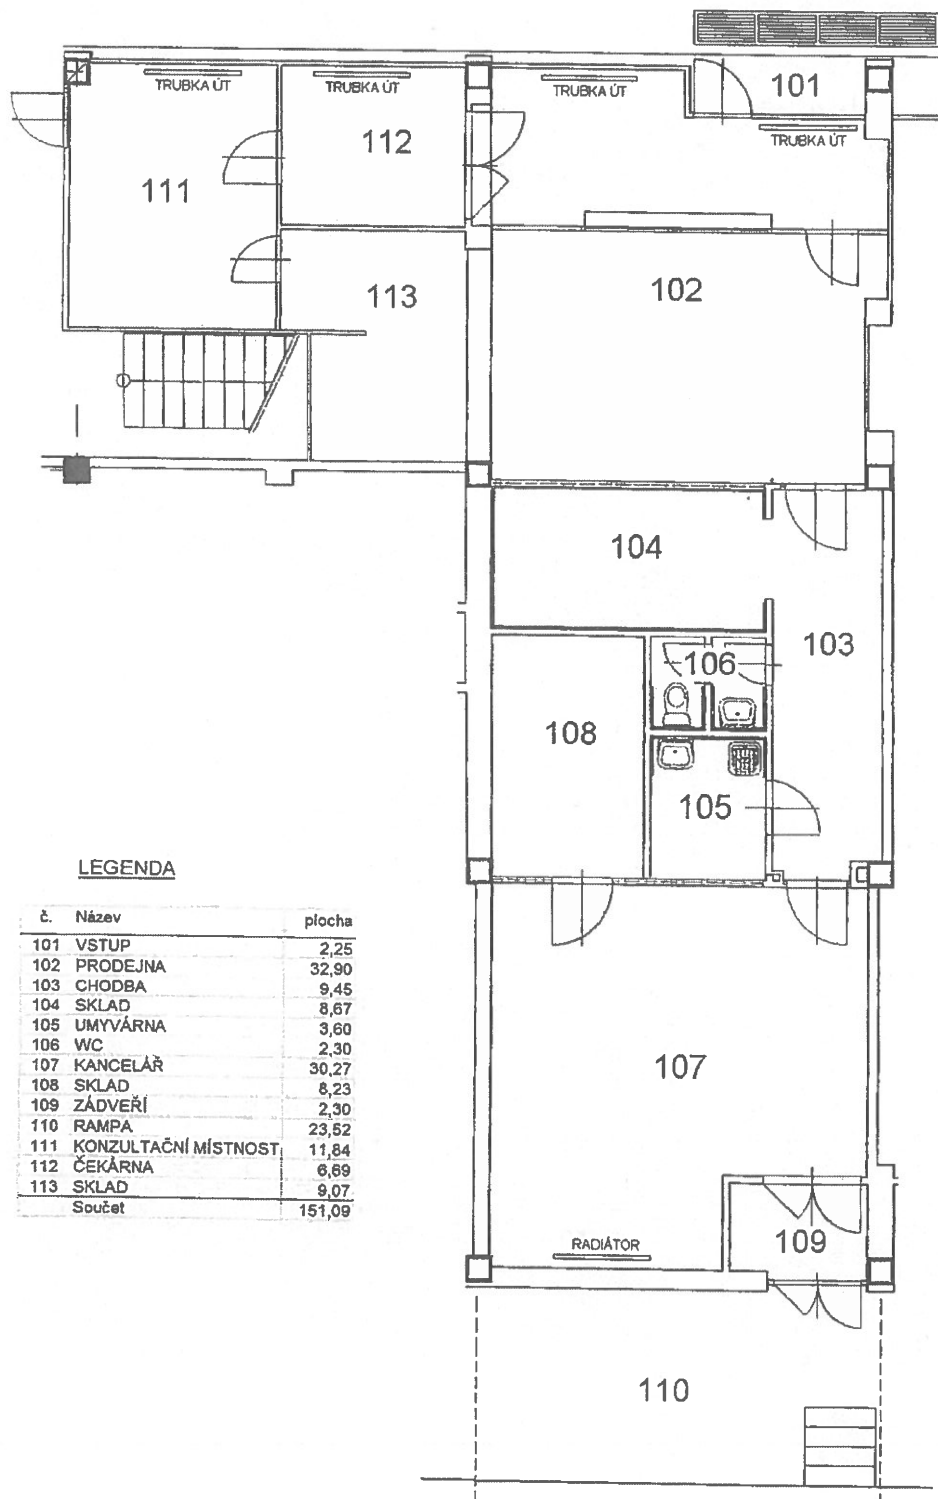 101
TRUBKA ÚT
TRUBKA ÚT
TRUBKA ÚT
TRUBKA ÚT
112
111
113
102
104
103
106
108
105
LEGENDA
č. Název plocha
101 VSTUP 2,25
102 PRODEJNA 32,90
103 CHODBA 9,45
104 SKLAD 8,67
105 UMYVÁRNA 3,60
106 WC 2,30
107 KANCELÁŘ 30,27
108 SKLAD 8,23
109 ZÁDVEŘÍ 2,30
110 RAMPA 23,52
111 KONZULTAČNÍ MÍSTNOST 11,84
112 ČEKÁRNA 6,69
113 SKLAD 9,07
Součet 151,09
107
RADIÁTOR
109
110